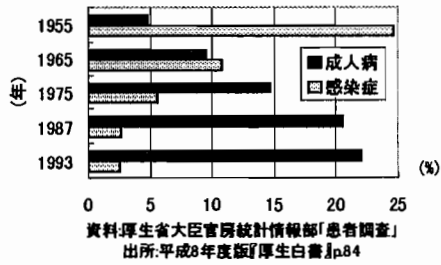 1955
1965
1975
1987
1993
(年)
成人病
感染症
0 5 10 15 20 25
(%)
資料:厚生省大臣官房統計情報部「患者調査」
出所:平成8年度版『厚生白書』p.84